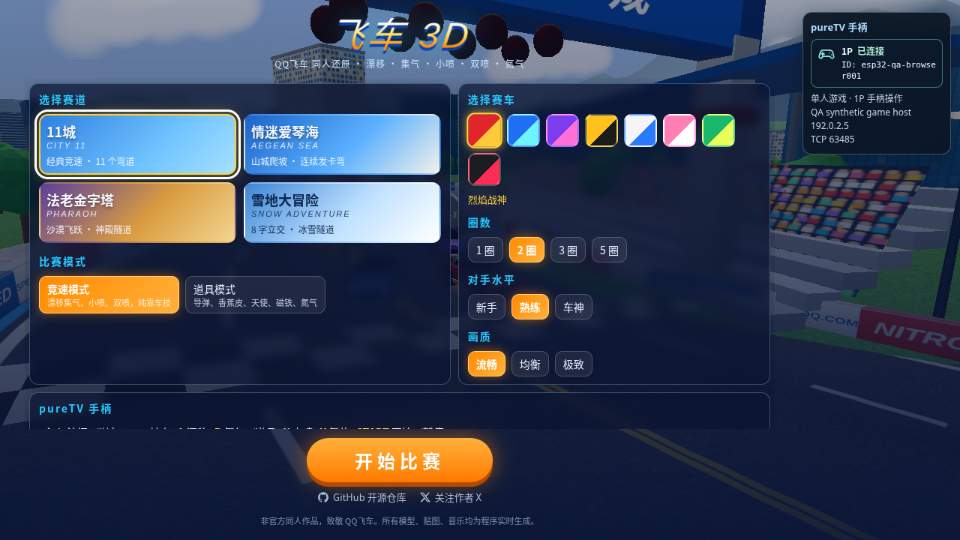 飞车 3D
QQ飞车 同人还原 • 漂移 • 集气 • 小喷 • 双喷 • 氮气
选择赛道
11城
CITY 11
经典竞速 • 11 个弯道
情迷爱琴海
AEGEAN SEA
山城爬坡 • 连续发卡弯
法老金字塔
PHARAOH
沙漠飞跃 • 神殿隧道
雪地大冒险
SNOW ADVENTURE
8 字立交 • 冰雪隧道
比赛模式
竞速模式
漂移集气、小喷、双喷，纯靠车技
道具模式
导弹、香蕉皮、天使、磁铁、氮气
选择赛车
烈焰战神
圈数
1 圈
2 圈
3 圈
5 圈
对手水平
新手
熟练
车神
画质
流畅
均衡
极致
pureTV 手柄
开始比赛
GitHub 开源仓库
关注作者 X
非官方同人作品，致敬 QQ飞车。所有模型、贴图、音乐均为程序实时生成。
pureTV 手柄
1P 已连接
ID: esp32-qa-browse
r001
单人游戏 · 1P 手柄操作
QA synthetic game host
192.0.2.5
TCP 63485
QQ.COM
NITRO